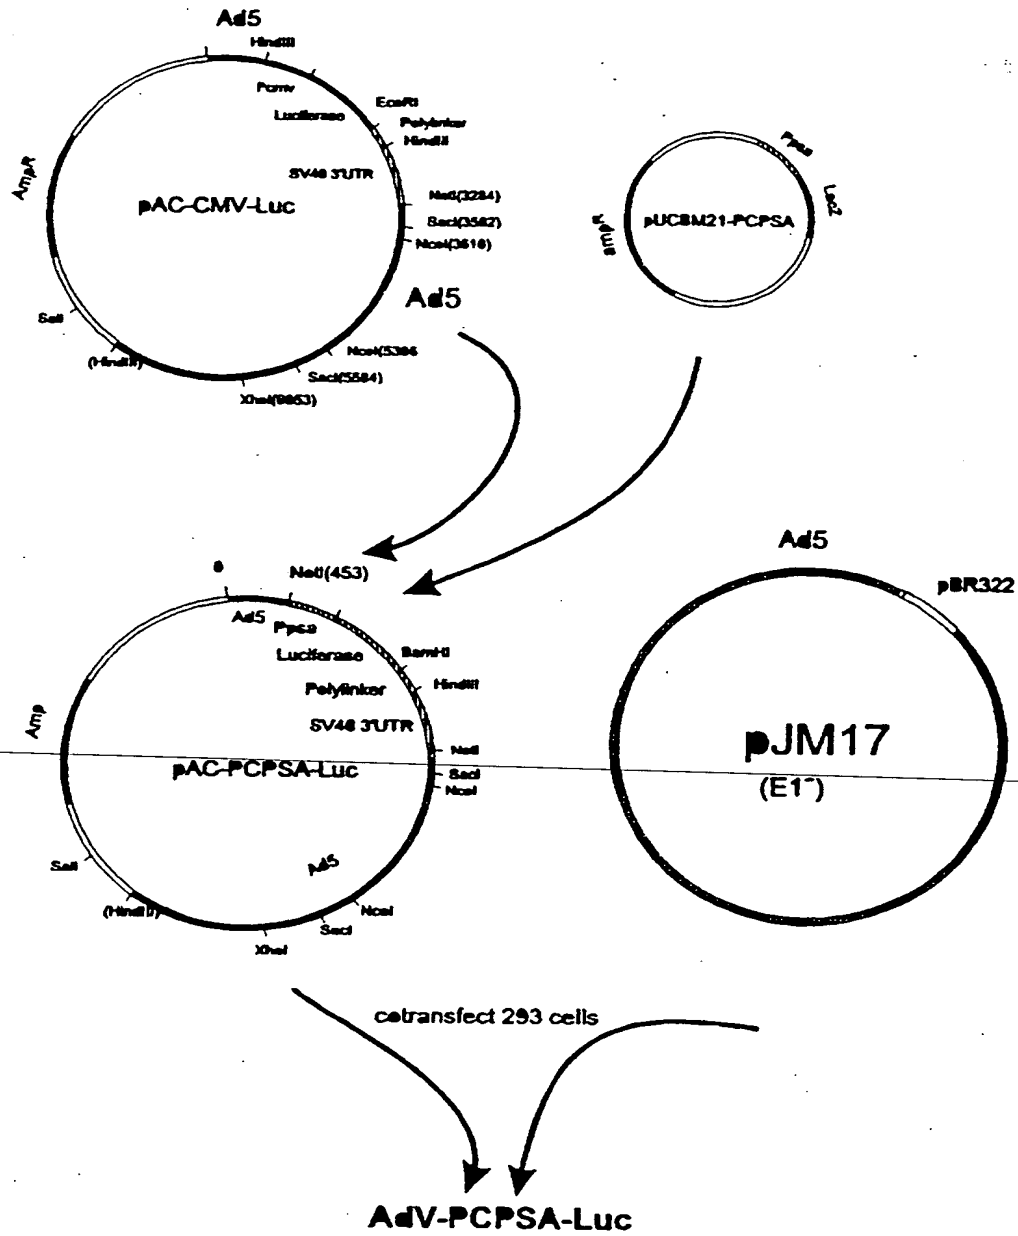 Ad5
HindIII
Pcmv
Luciferase
EcoRI
Polylinker
HindIII
SV40 3'UTR
NotI(3284)
SacI(3562)
NcoI(3616)
AmpR
pAC-CMV-Luc
Ad5
SalI
(HindIII)
NcoI(5386
SacI(5584)
XhoI(9853)
Ppsa
LacZ
pUCBM21-PCPSA
NotI(453)
Ad5
Ppsa
Luciferase
BamHI
Polylinker
HindIII
SV40 3'UTR
NotI
SacI
NcoI
Amp
pAC-PCPSA-Luc
Ad5
SalI
(HindIII)
NcoI
SacI
XhoI
Ad5
pBR322
pJM17
(E1-)
cotransfect 293 cells
AdV-PCPSA-Luc